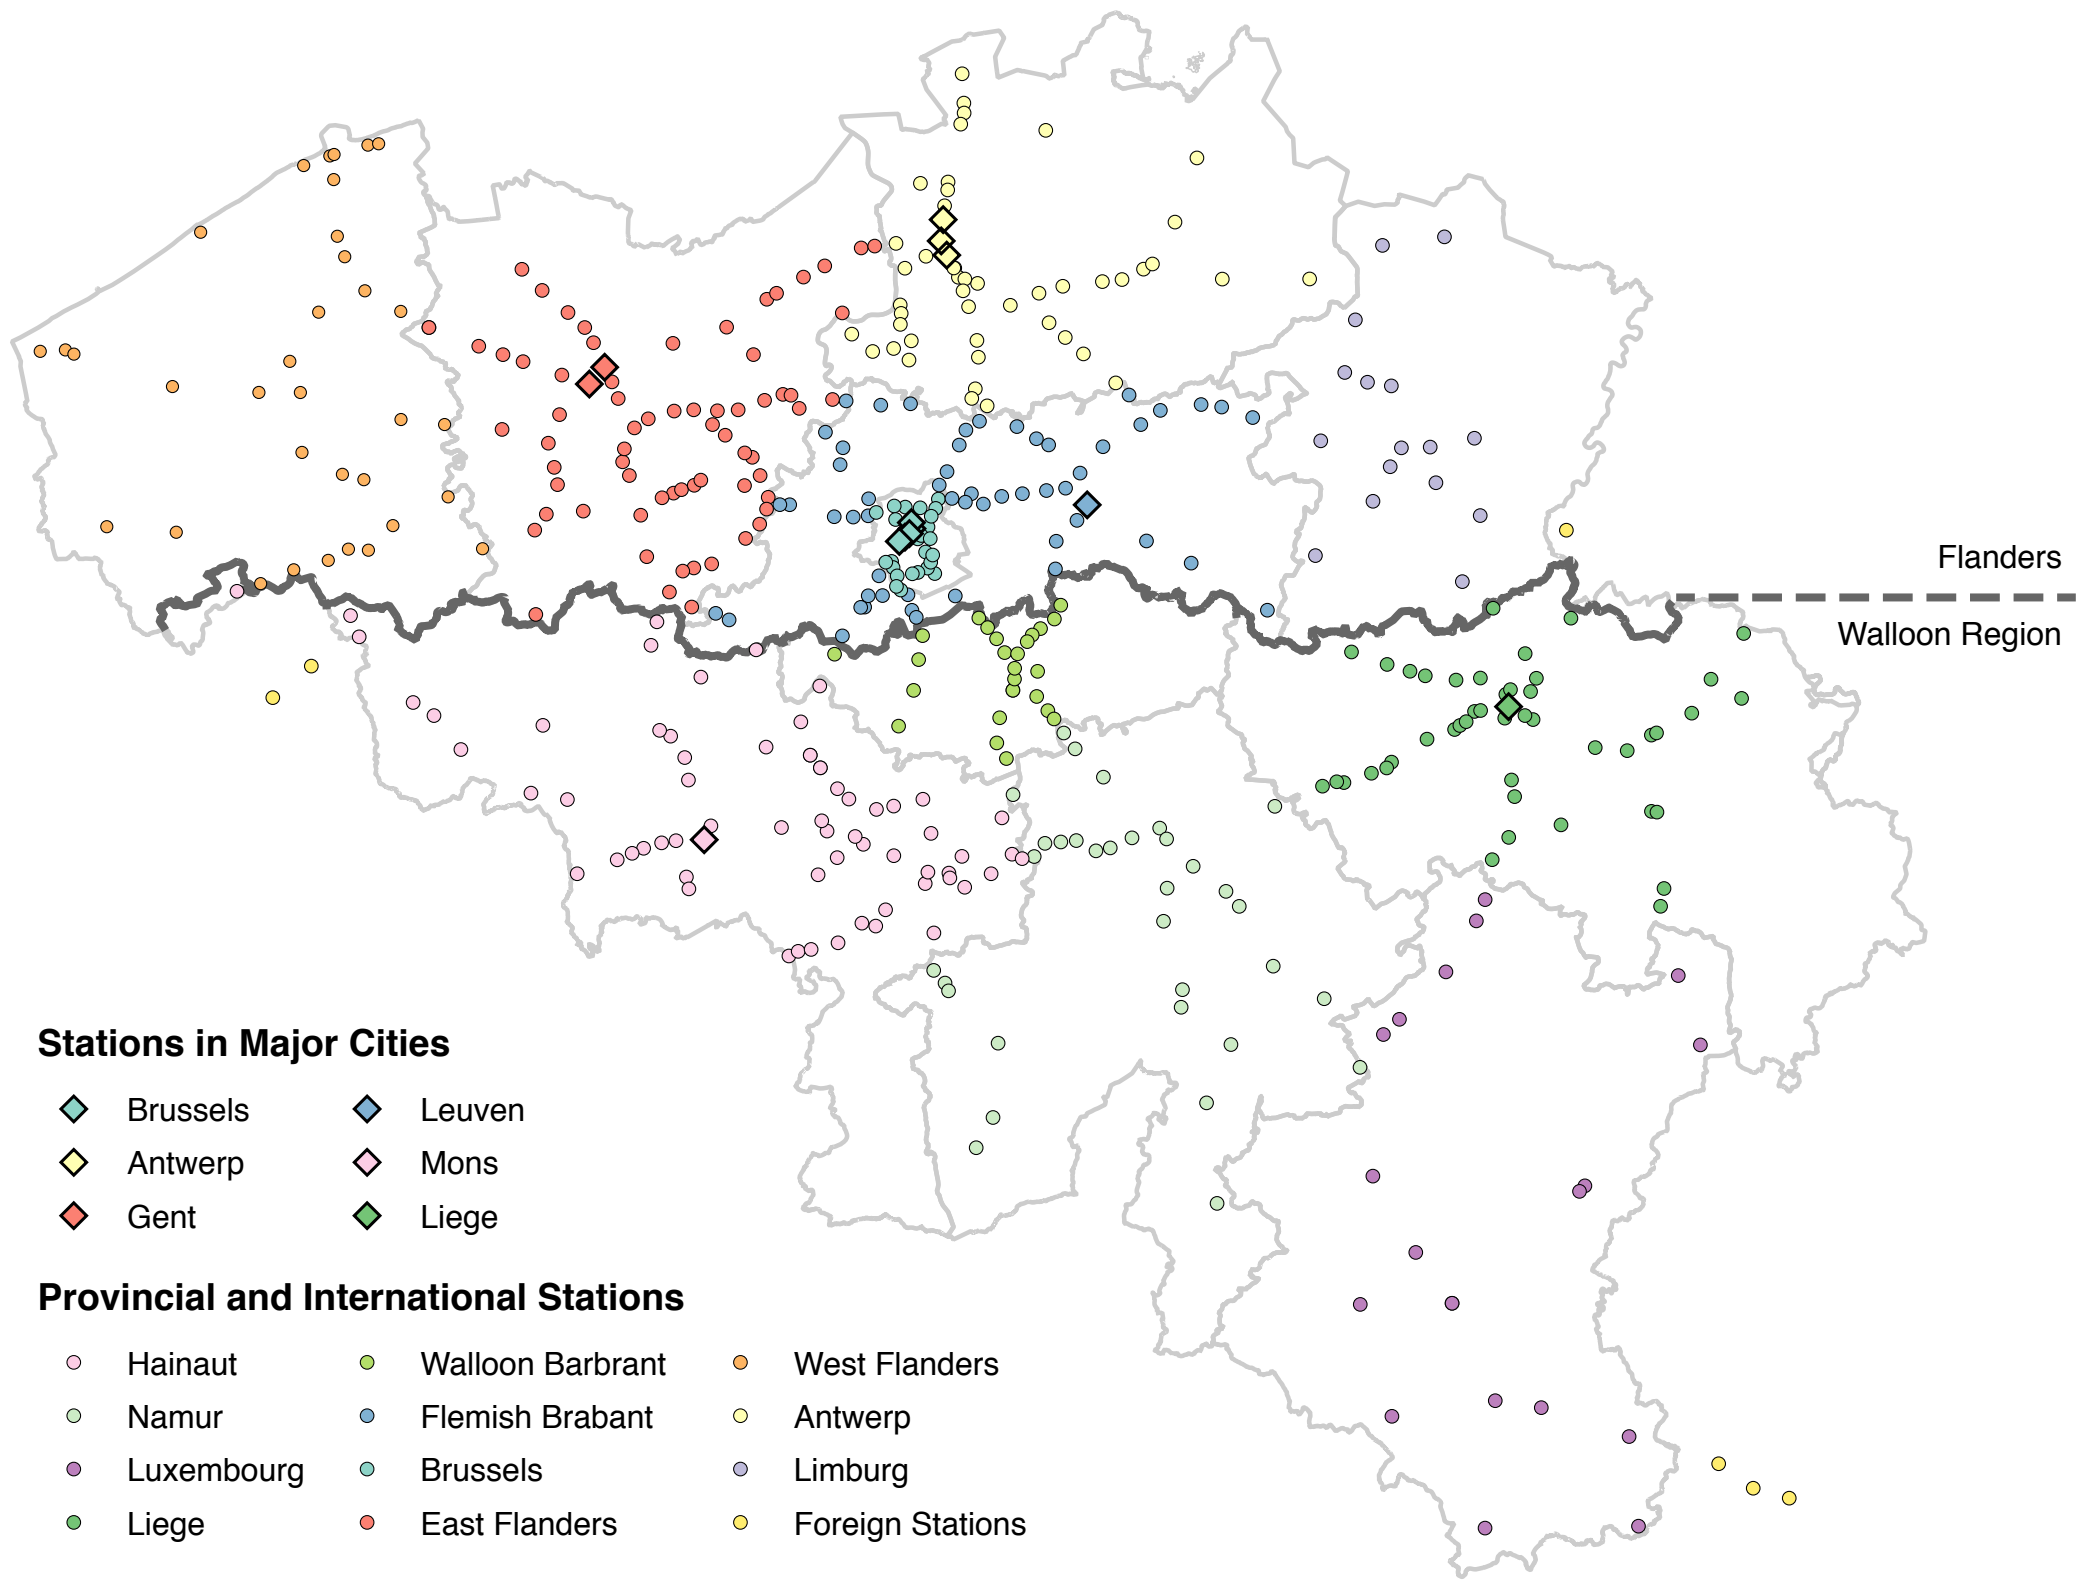 Flanders
Walloon Region
Stations in Major Cities
Brussels Leuven
Antwerp Mons
Gent Liege
Provincial and International Stations
Hainaut Walloon Barbrant West Flanders
Namur Flemish Brabant Antwerp
Luxembourg Brussels Limburg
Liege East Flanders Foreign Stations